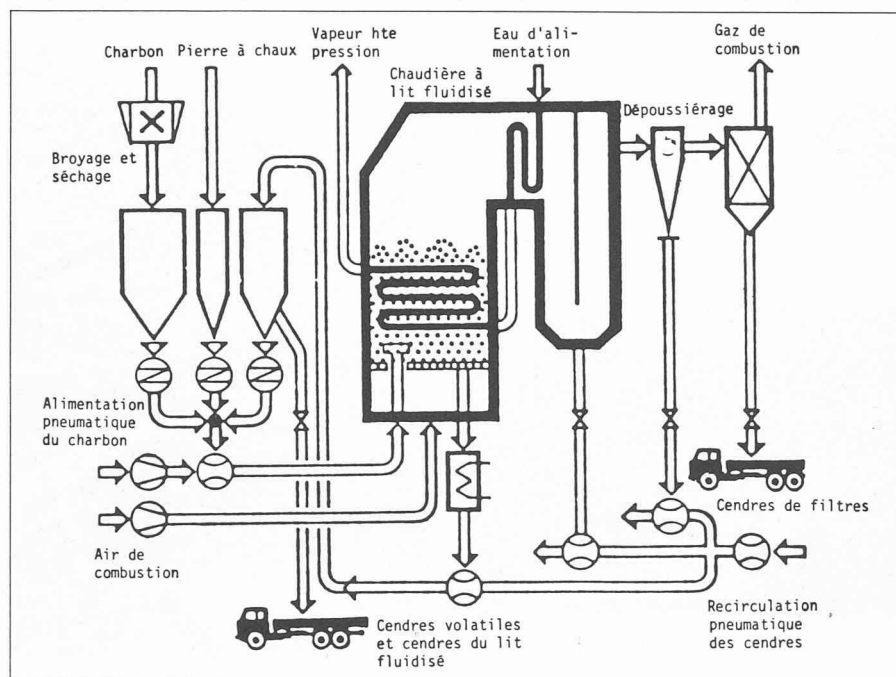 Charbon
Pierre à chaux
Vapeur hte
pression
Eau d'ali-
mentation
Gaz de
combustion
Chaudière à
lit fluidisé
Dépoussiérage
Broyage et
séchage
Alimentation
pneumatique
du charbon
Air de
combustion
Cendres de filtres
Cendres volatiles
et cendres du lit
fluidisé
Recirculation
pneumatique
des cendres